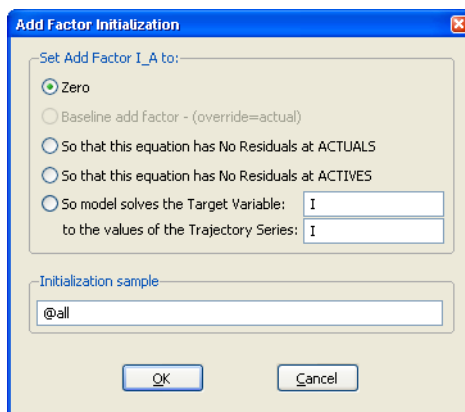 Add Factor Initialization
Set Add Factor I_A to:
Zero
Baseline add factor - (override=actual)
So that this equation has No Residuals at ACTUALS
So that this equation has No Residuals at ACTIVES
So model solves the Target Variable: I
to the values of the Trajectory Series: I
Initialization sample
@all
OK
Cancel